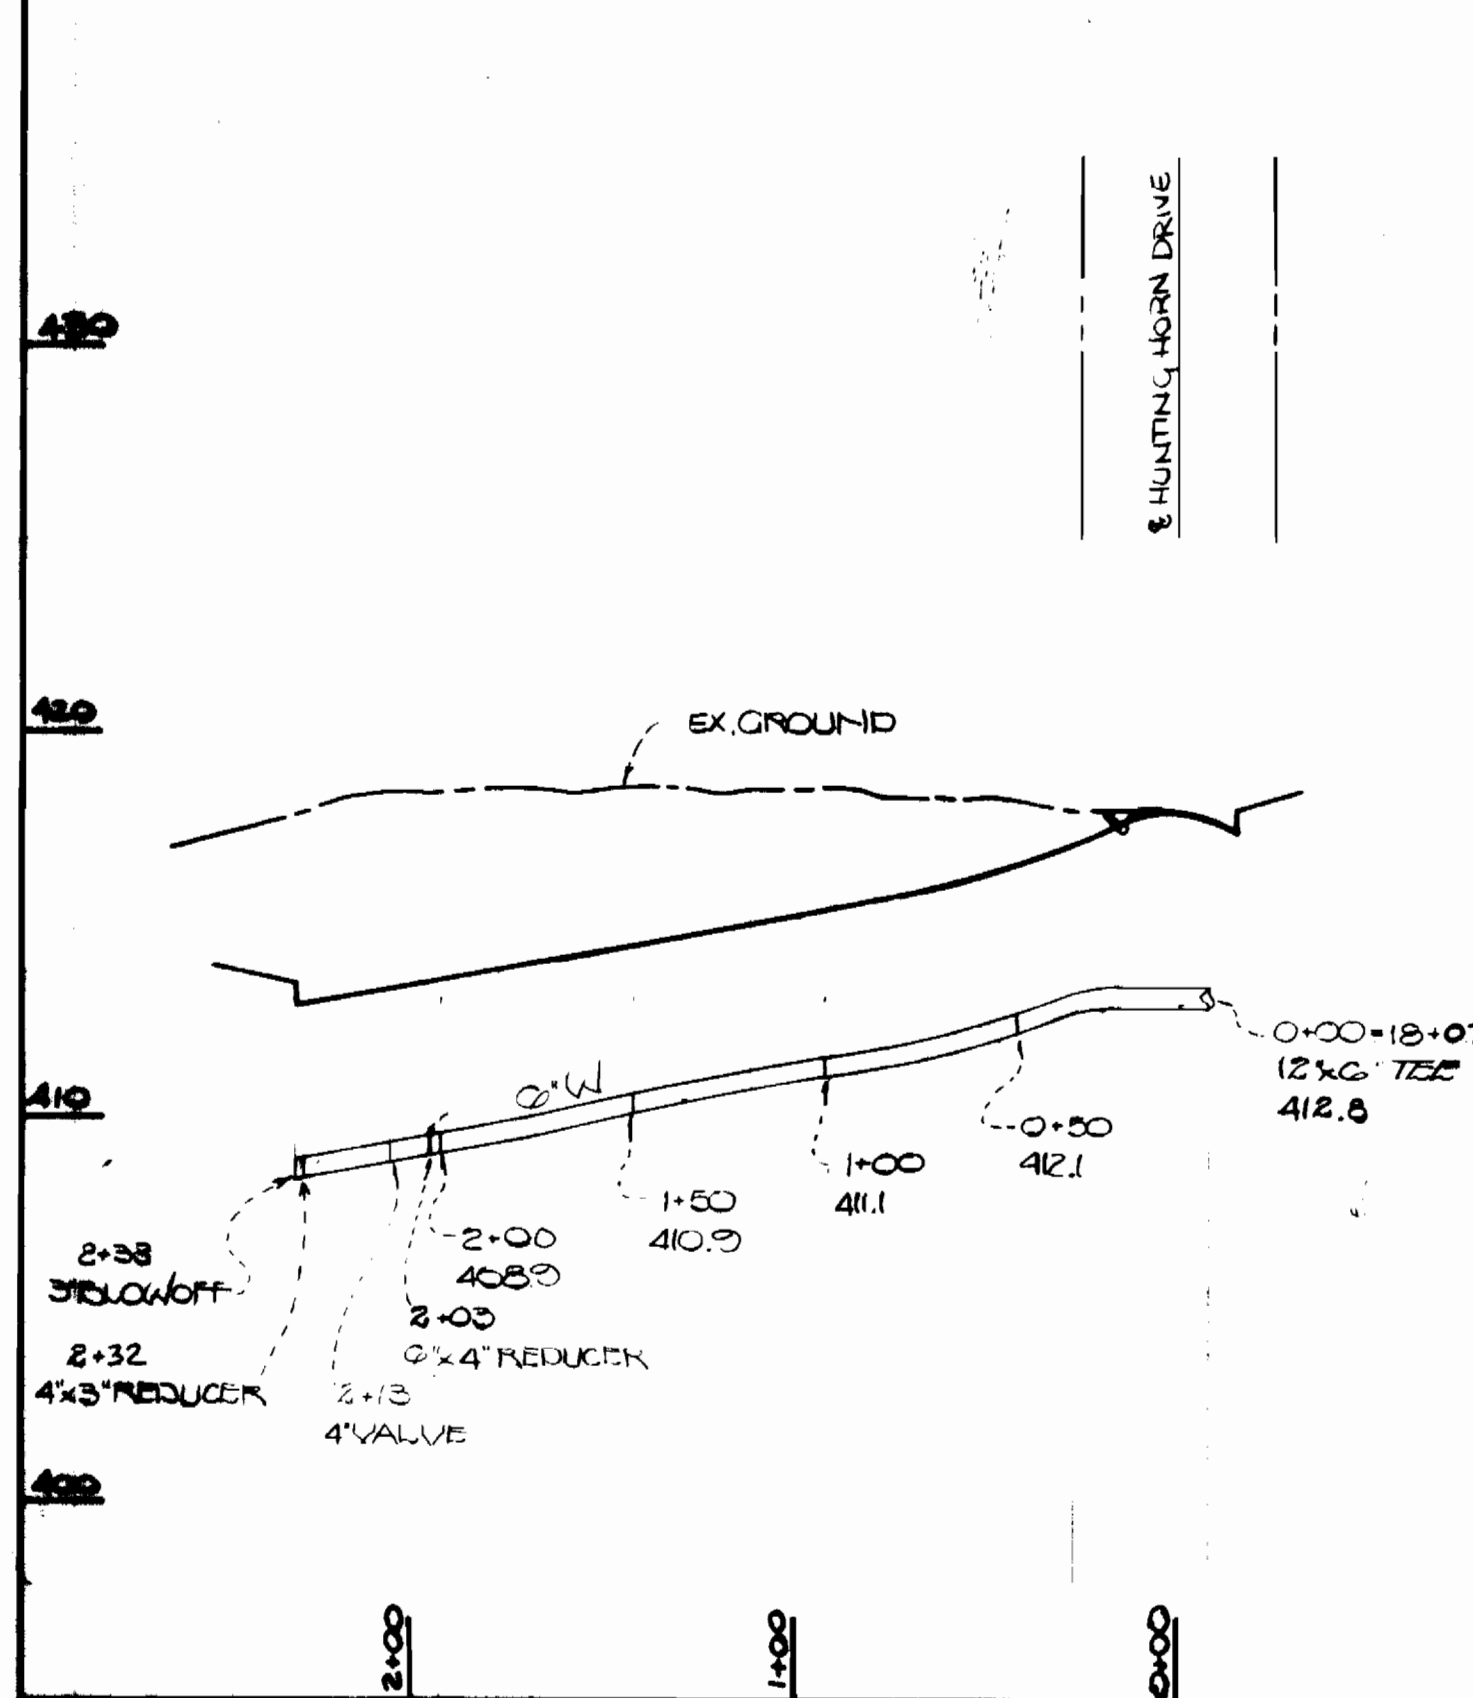 430
℄ HUNTING HORN DRIVE
420
EX. GROUND
410
6"W
0+00=18+0
12"x6" TEE
412.8
0+50
412.1
1+00
411.1
1+50
410.9
2+00
408.9
2+03
6"x4" REDUCER
2+13
4" VALVE
2+38
3" BLOWOFF
2+32
4"x3" REDUCER
400
2+00
1+00
0+00